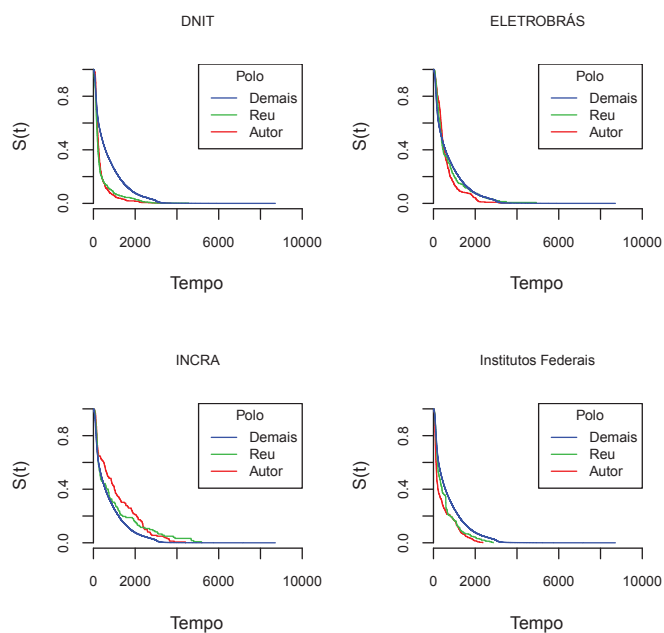 DNIT
Polo
Demais
Reu
Autor
S(t)
0.0 0.4 0.8
0 2000 6000 10000
Tempo
ELETROBRÁS
Polo
Demais
Reu
Autor
S(t)
0.0 0.4 0.8
0 2000 6000 10000
Tempo
INCRA
Polo
Demais
Reu
Autor
S(t)
0.0 0.4 0.8
0 2000 6000 10000
Tempo
Institutos Federais
Polo
Demais
Reu
Autor
S(t)
0.0 0.4 0.8
0 2000 6000 10000
Tempo